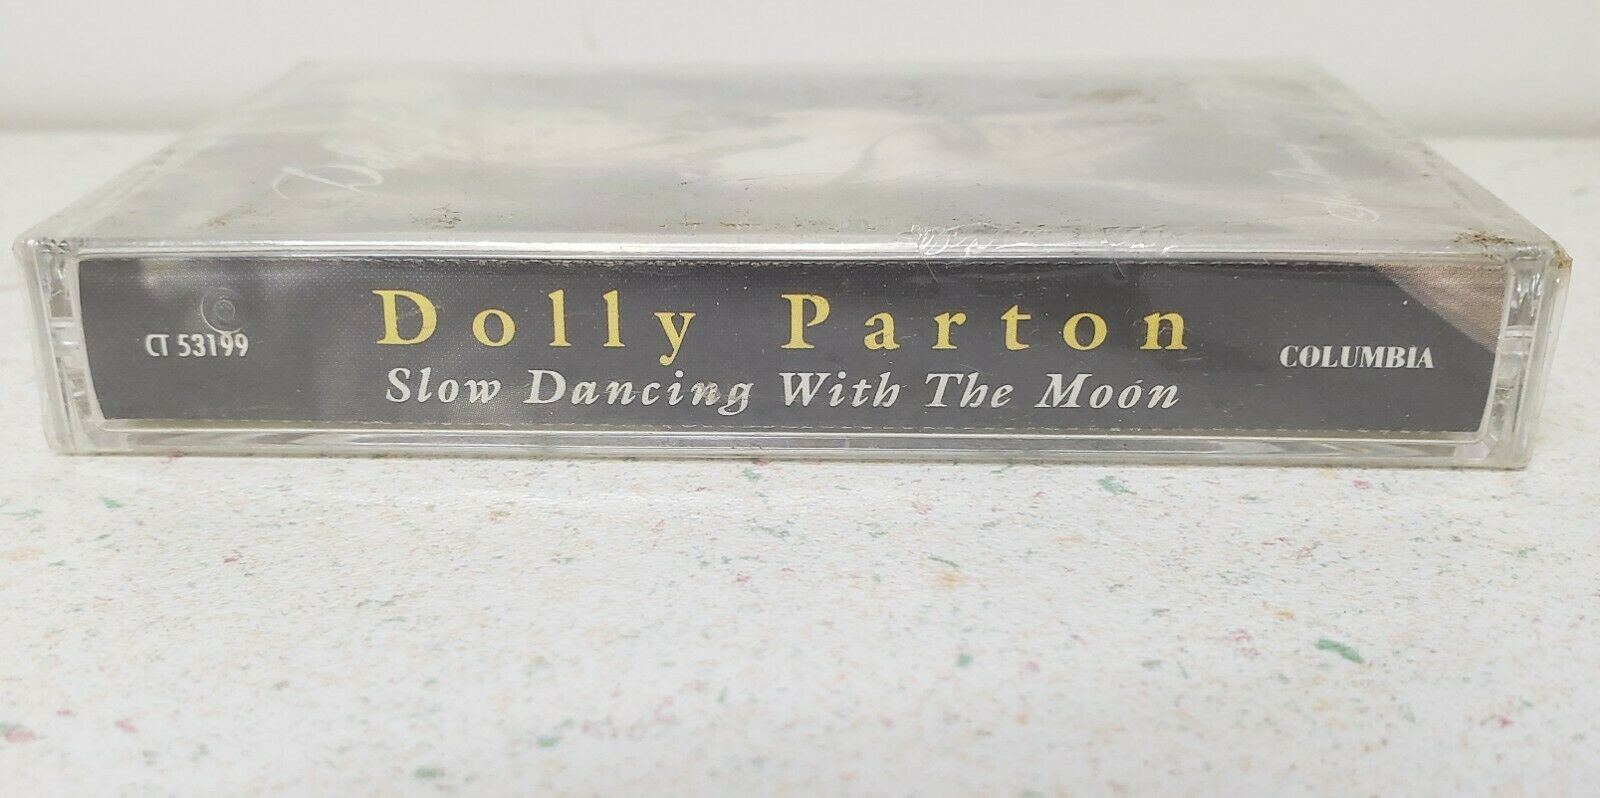 CT 53199
Dolly Parton
Slow Dancing With The Moon
COLUMBIA